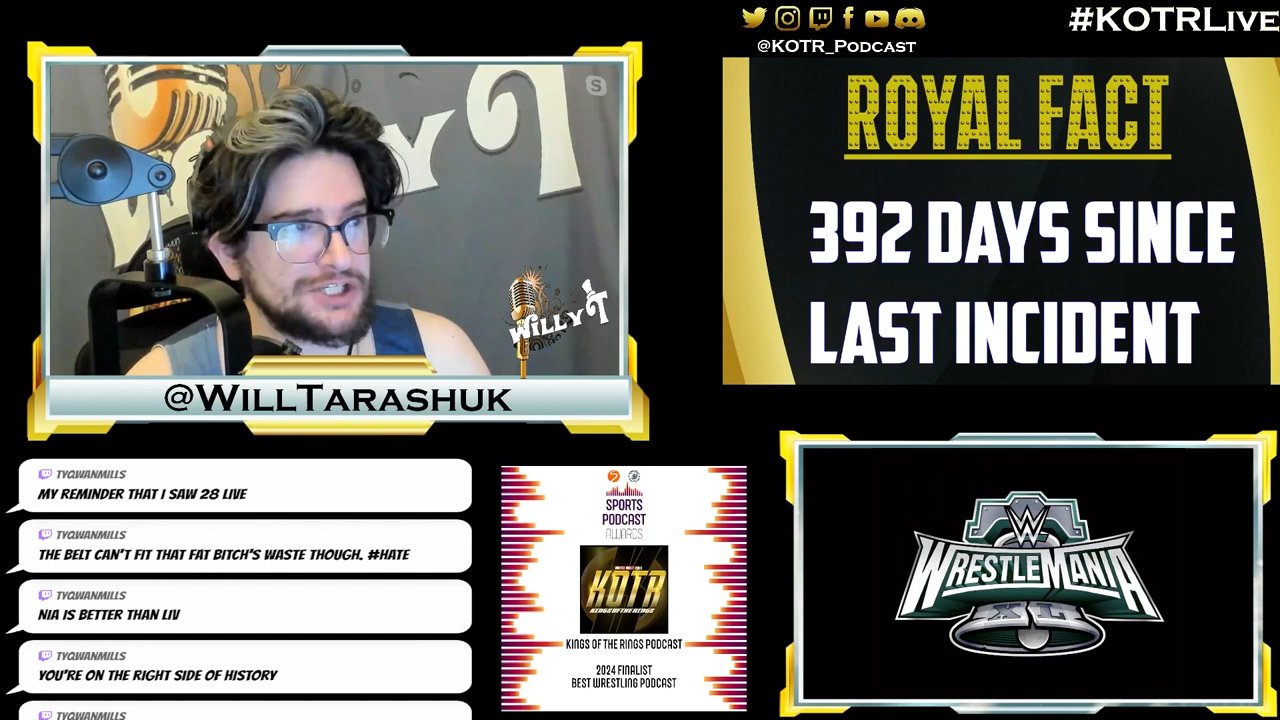 #KOTRLive
@KOTR_Podcast
ROYAL FACT
392 DAYS SINCE
LAST INCIDENT
WILLY T
@WillTarashuk
TYQWANMILLS
MY REMINDER THAT I SAW 28 LIVE
TYQWANMILLS
THE BELT CAN'T FIT THAT FAT BITCH'S WASTE THOUGH. #HATE
TYQWANMILLS
NIA IS BETTER THAN LIV
TYQWANMILLS
YOU'RE ON THE RIGHT SIDE OF HISTORY
TYQWANMILLS
SPORTS
PODCAST
AWARDS
KOTR
KINGS OF THE RINGS
KINGS OF THE RINGS PODCAST
2024 FINALIST
BEST WRESTLING PODCAST
W
WRESTLEMANIA
XL